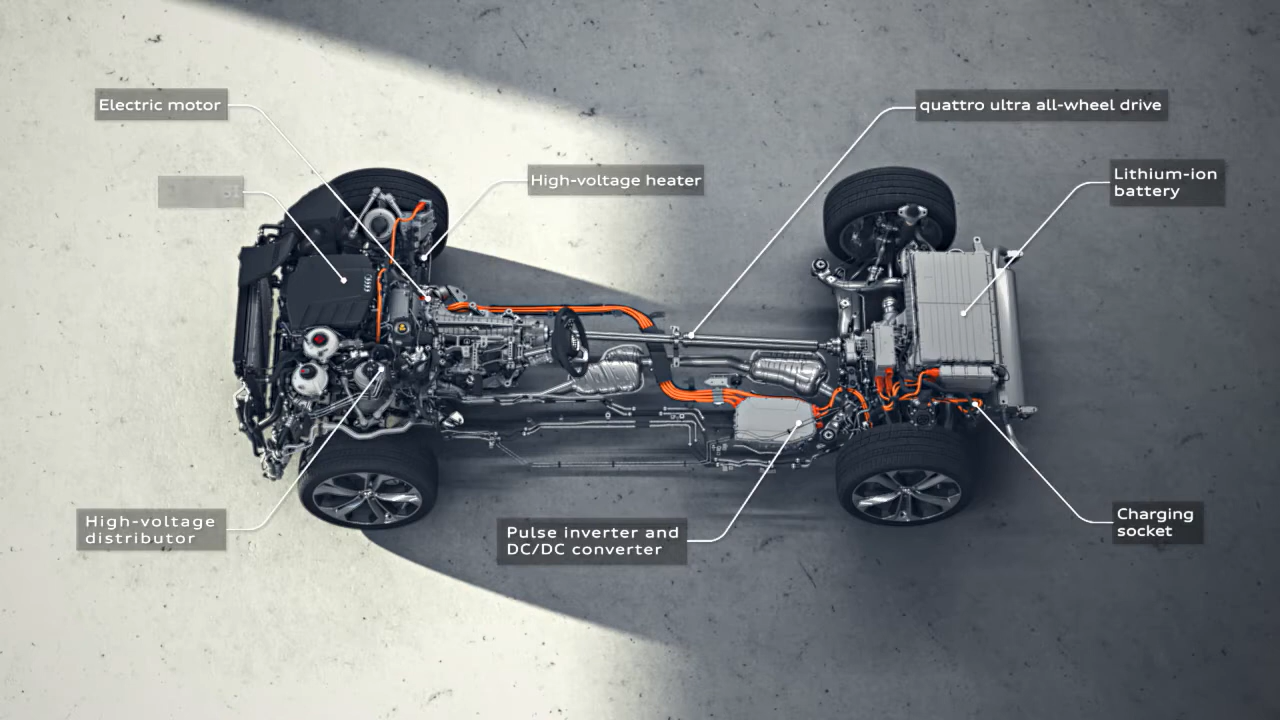 Electric motor
quattro ultra all-wheel drive
High-voltage heater
Lithium-ion
battery
High-voltage
distributor
Pulse inverter and
DC/DC converter
Charging
socket